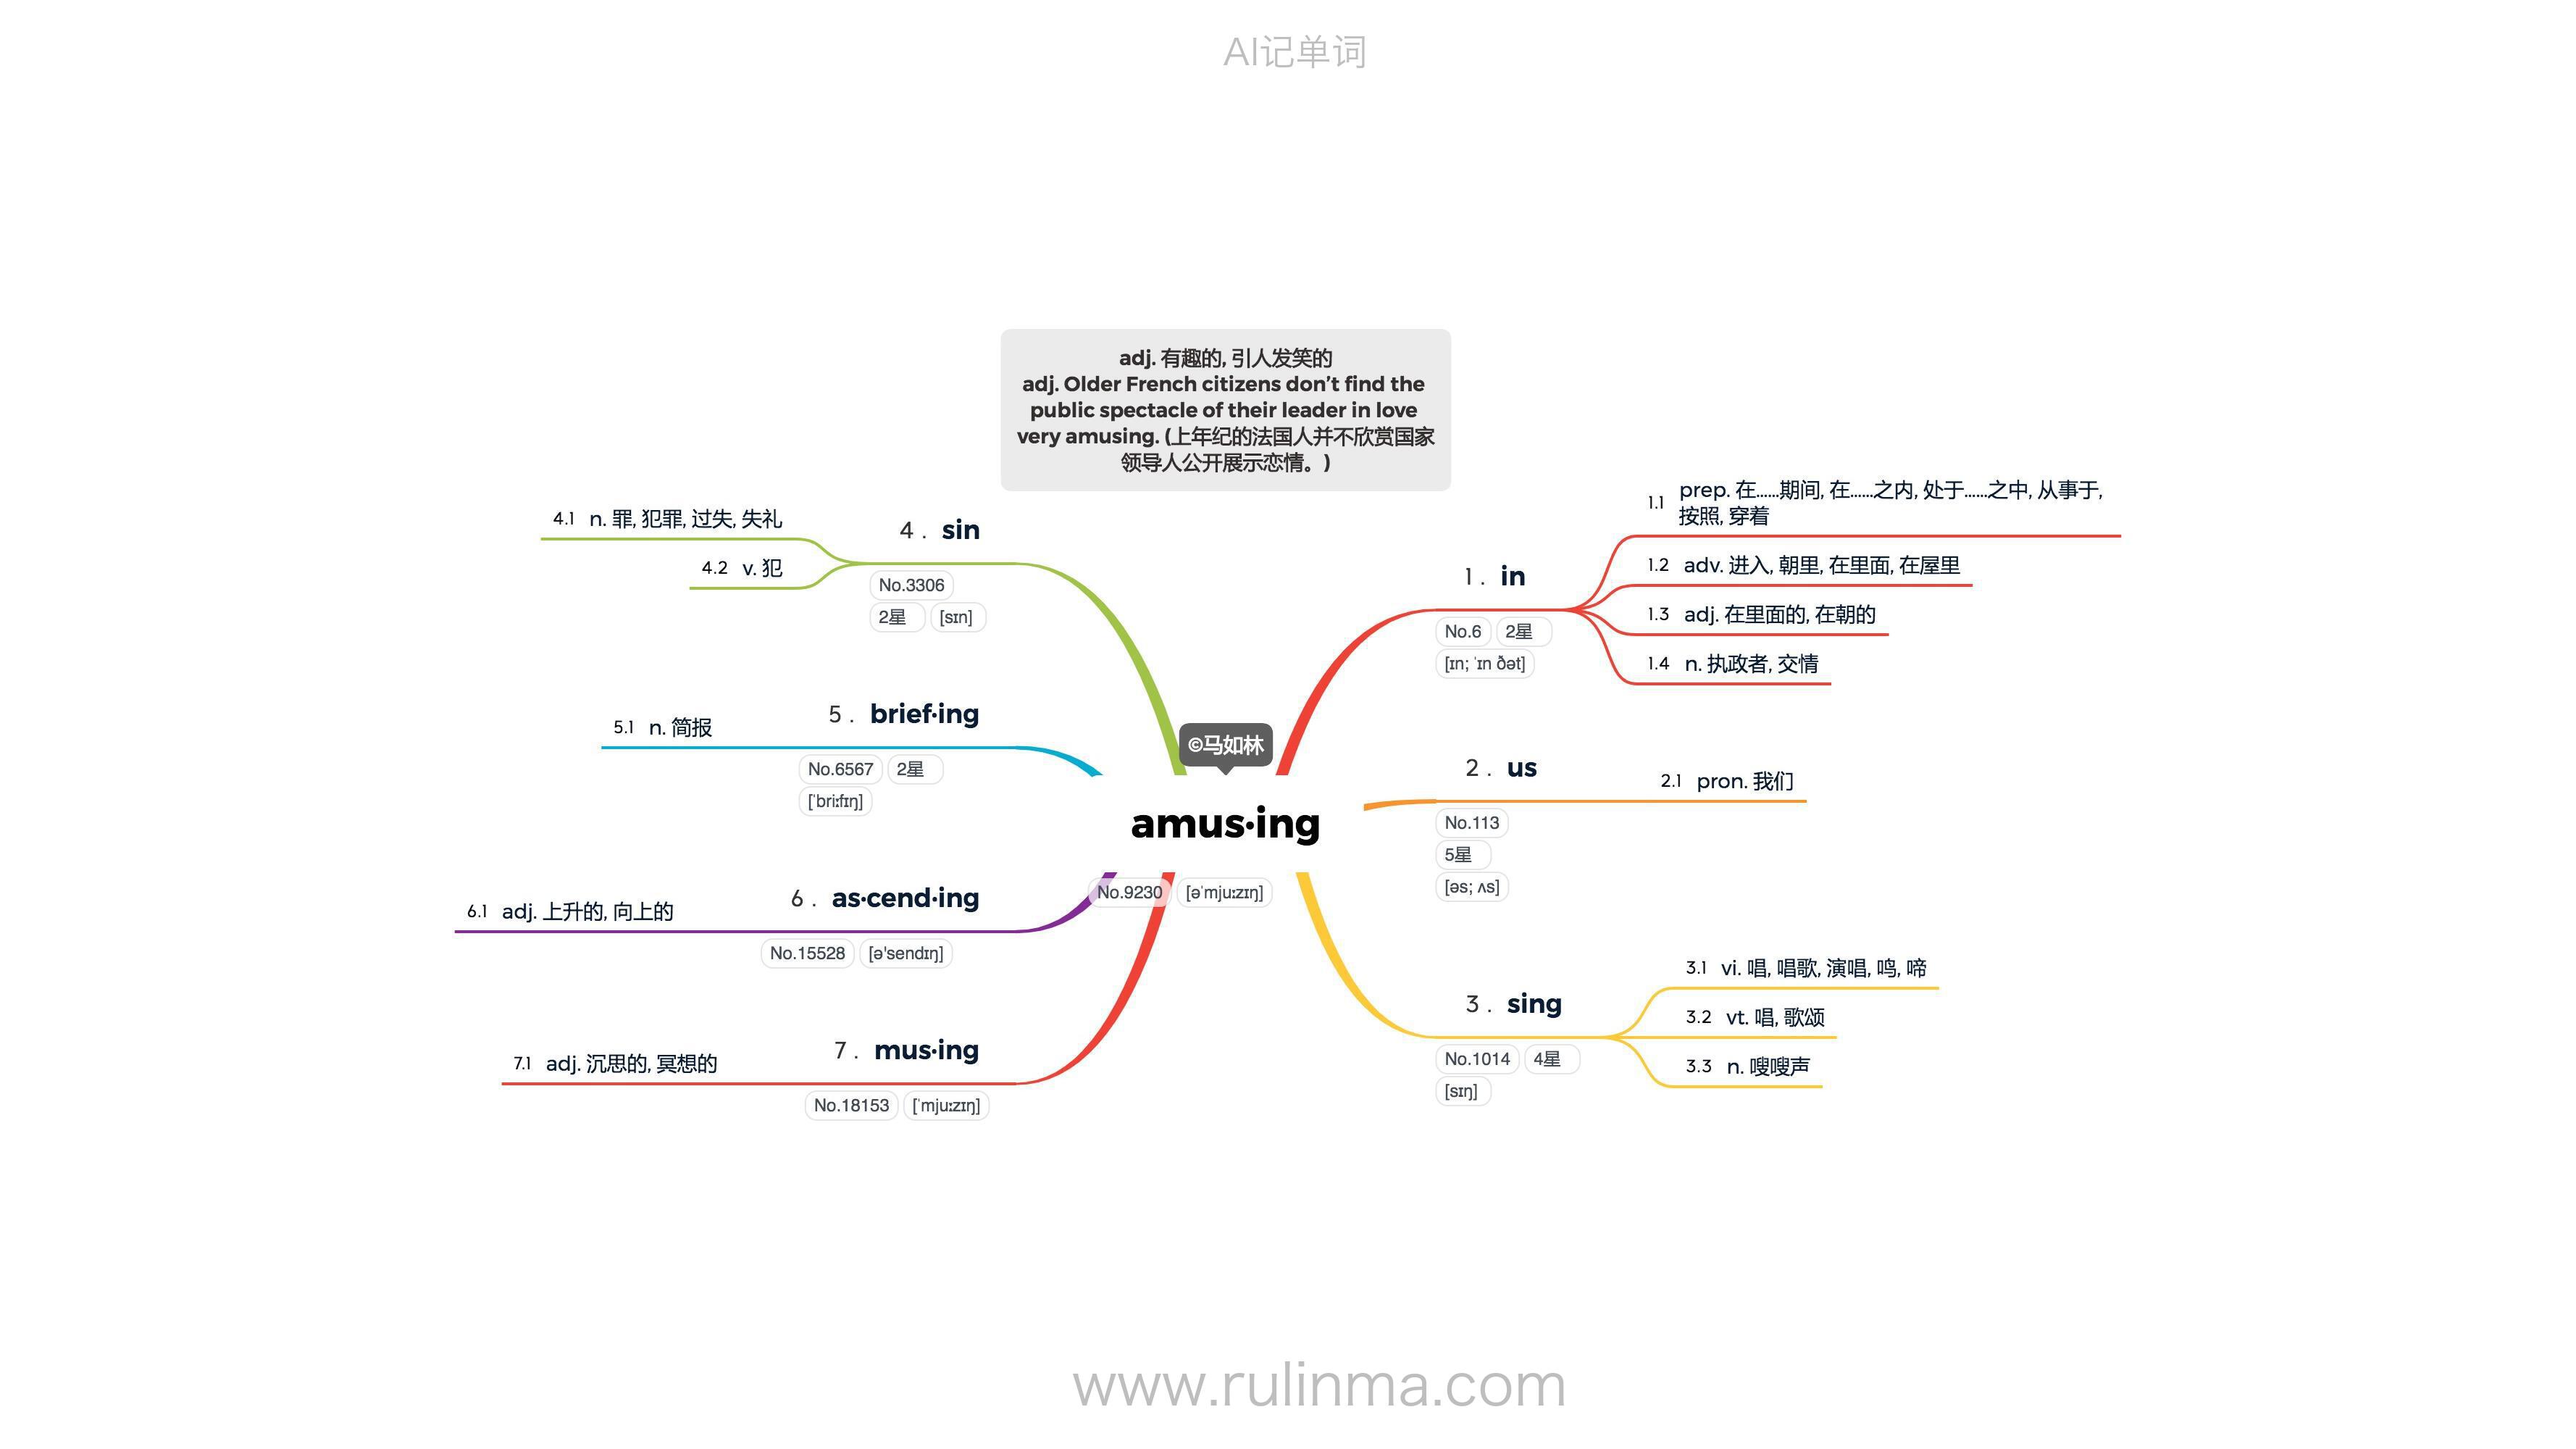 AI记单词
adj. 有趣的, 引人发笑的
adj. Older French citizens don’t find the
public spectacle of their leader in love
very amusing. (上年纪的法国人并不欣赏国家
领导人公开展示恋情。)
©马如林
amus·ing
No.9230 [əˈmjuːzɪŋ]
1 . in
No.6 2星
[ɪn; ˈɪn ðət]
1.1 prep. 在……期间, 在……之内, 处于……之中, 从事于,
按照, 穿着
1.2 adv. 进入, 朝里, 在里面, 在屋里
1.3 adj. 在里面的, 在朝的
1.4 n. 执政者, 交情
2 . us
No.113
5星
[əs; ʌs]
2.1 pron. 我们
3 . sing
No.1014 4星
[sɪŋ]
3.1 vi. 唱, 唱歌, 演唱, 鸣, 啼
3.2 vt. 唱, 歌颂
3.3 n. 嗖嗖声
4 . sin
No.3306
2星 [sɪn]
4.1 n. 罪, 犯罪, 过失, 失礼
4.2 v. 犯
5 . brief·ing
No.6567 2星
[ˈbriːfɪŋ]
5.1 n. 简报
6 . as·cend·ing
No.15528 [ə'sendɪŋ]
6.1 adj. 上升的, 向上的
7 . mus·ing
No.18153 [ˈmjuːzɪŋ]
7.1 adj. 沉思的, 冥想的
www.rulinma.com